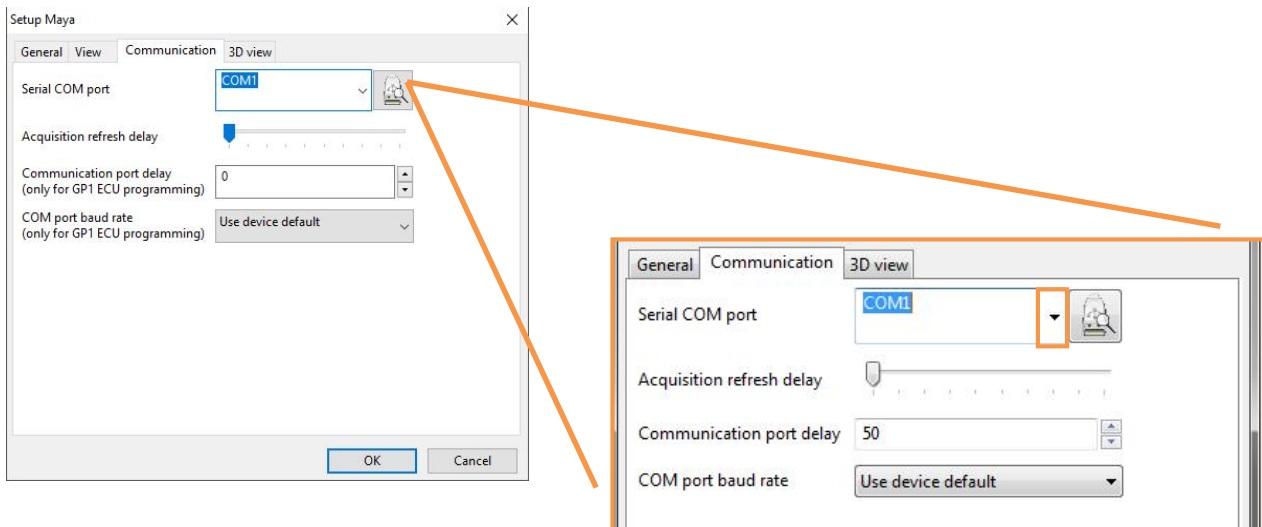 Setup Maya
General View Communication 3D view
Serial COM port COM1
Acquisition refresh delay
Communication port delay
(only for GP1 ECU programming) 0
COM port baud rate
(only for GP1 ECU programming) Use device default
OK Cancel
General Communication 3D view
Serial COM port COM1
Acquisition refresh delay
Communication port delay 50
COM port baud rate Use device default